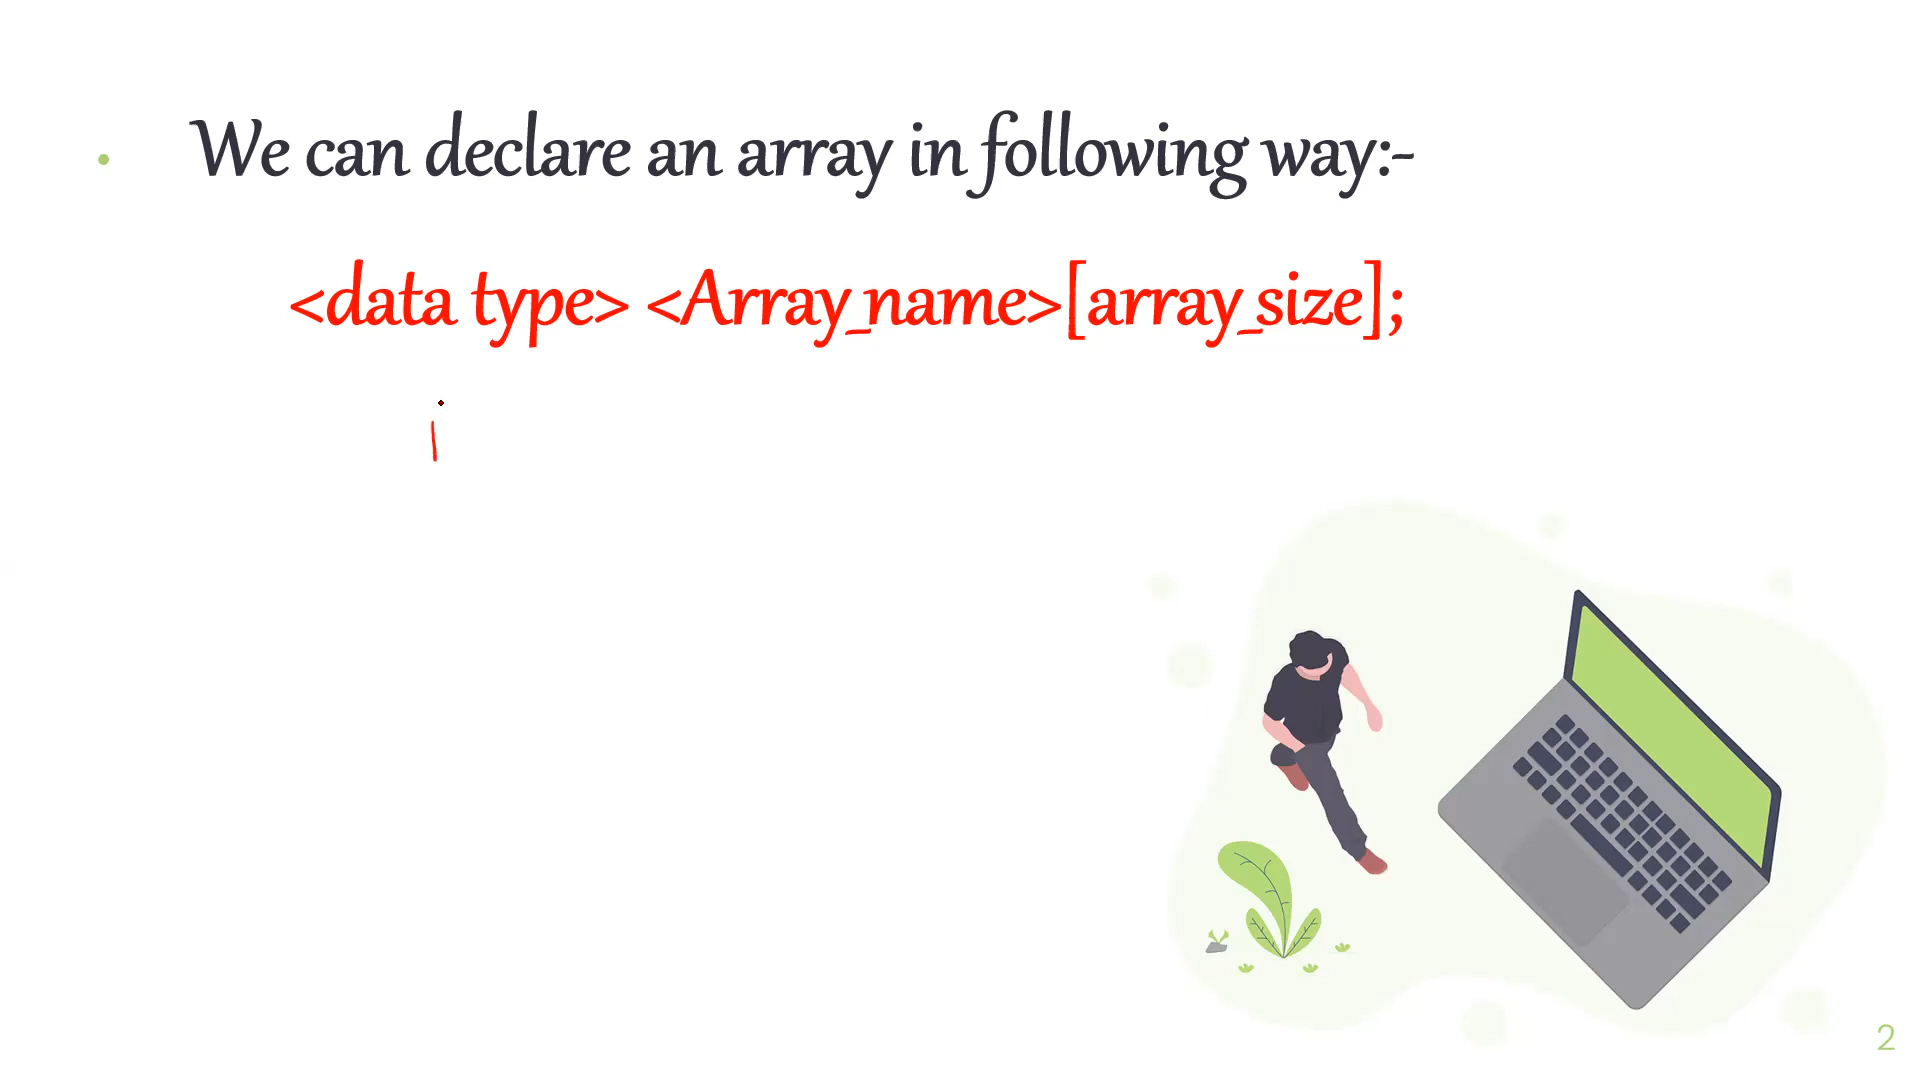 • We can declare an array in following way:-
<data type> <Array_name>[array_size];
i
2